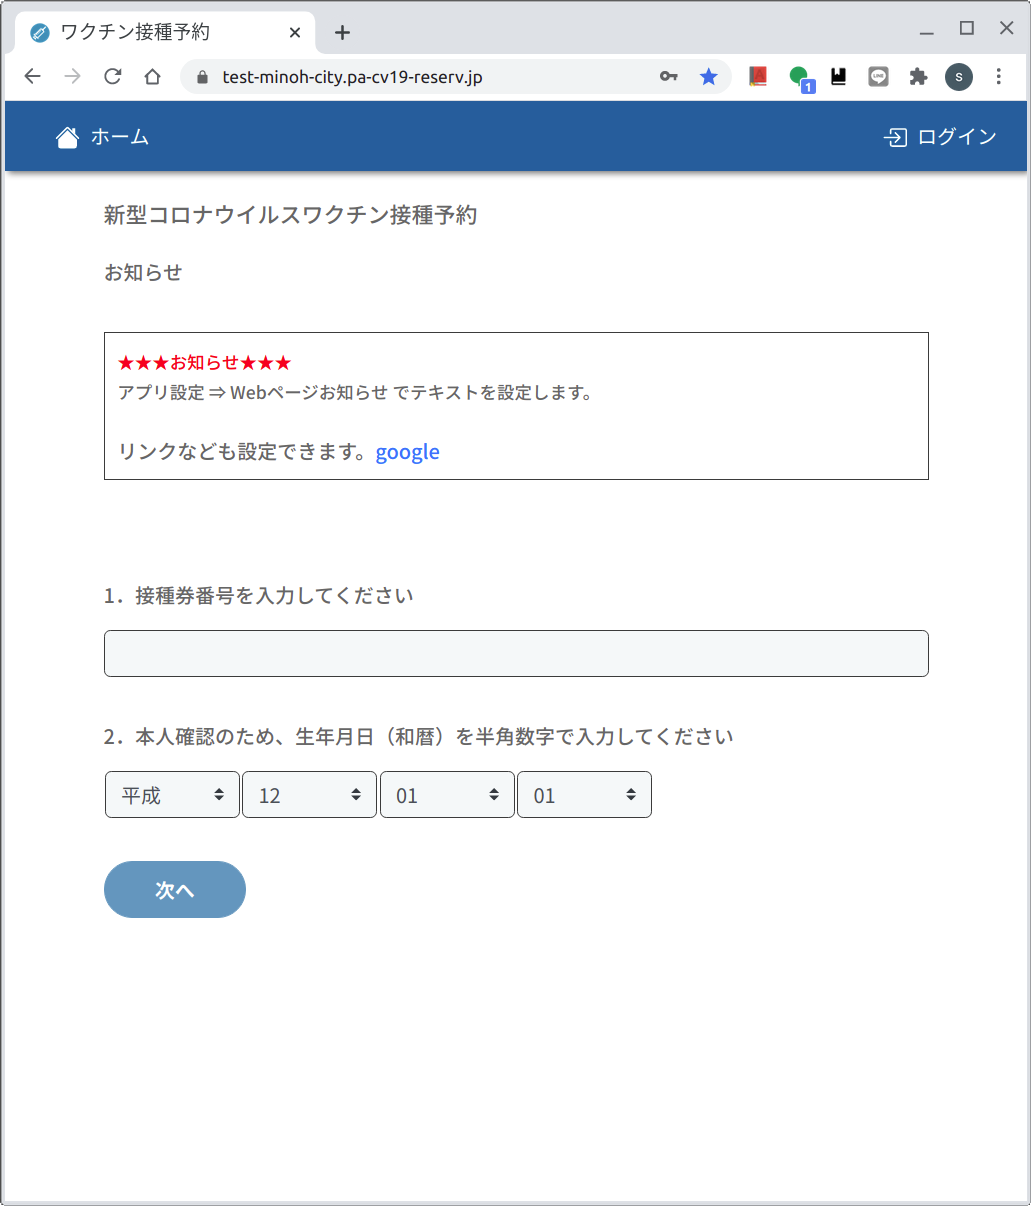 ワクチン接種予約
test-minoh-city.pa-cv19-reserv.jp
A
1
LINE
S
ホーム
ログイン
新型コロナウイルスワクチン接種予約
お知らせ
★★★お知らせ★★★
アプリ設定 ⇒ Webページお知らせ でテキストを設定します。
リンクなども設定できます。google
1．接種券番号を入力してください
2．本人確認のため、生年月日（和暦）を半角数字で入力してください
平成 12 01 01
次へ